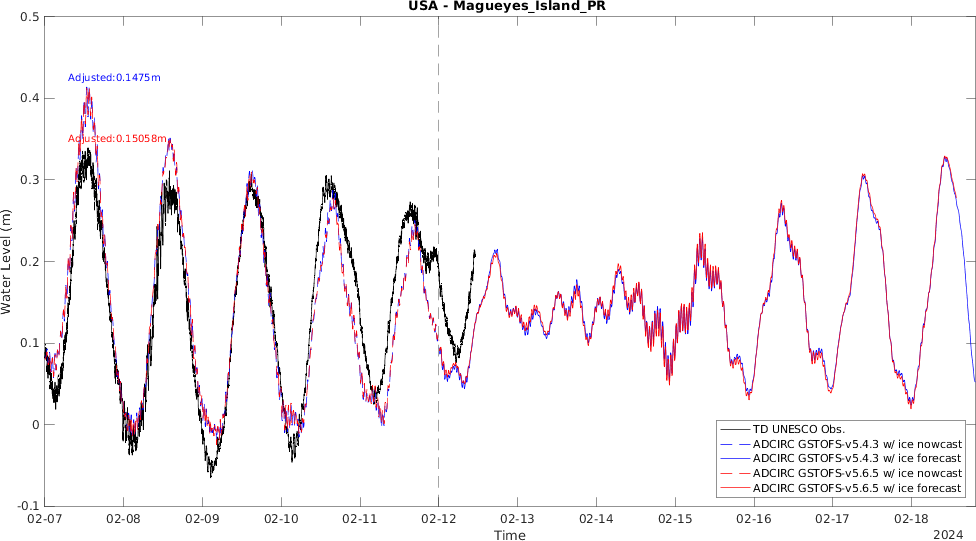 USA - Magueyes_Island_PR
Water Level (m)
0.5
0.4
0.3
0.2
0.1
0
-0.1
Adjusted:0.1475m
Adjusted:0.15058m
TD UNESCO Obs.
ADCIRC GSTOFS-v5.4.3 w/ ice nowcast
ADCIRC GSTOFS-v5.4.3 w/ ice forecast
ADCIRC GSTOFS-v5.6.5 w/ ice nowcast
ADCIRC GSTOFS-v5.6.5 w/ ice forecast
02-07 02-08 02-09 02-10 02-11 02-12 02-13 02-14 02-15 02-16 02-17 02-18
Time
2024